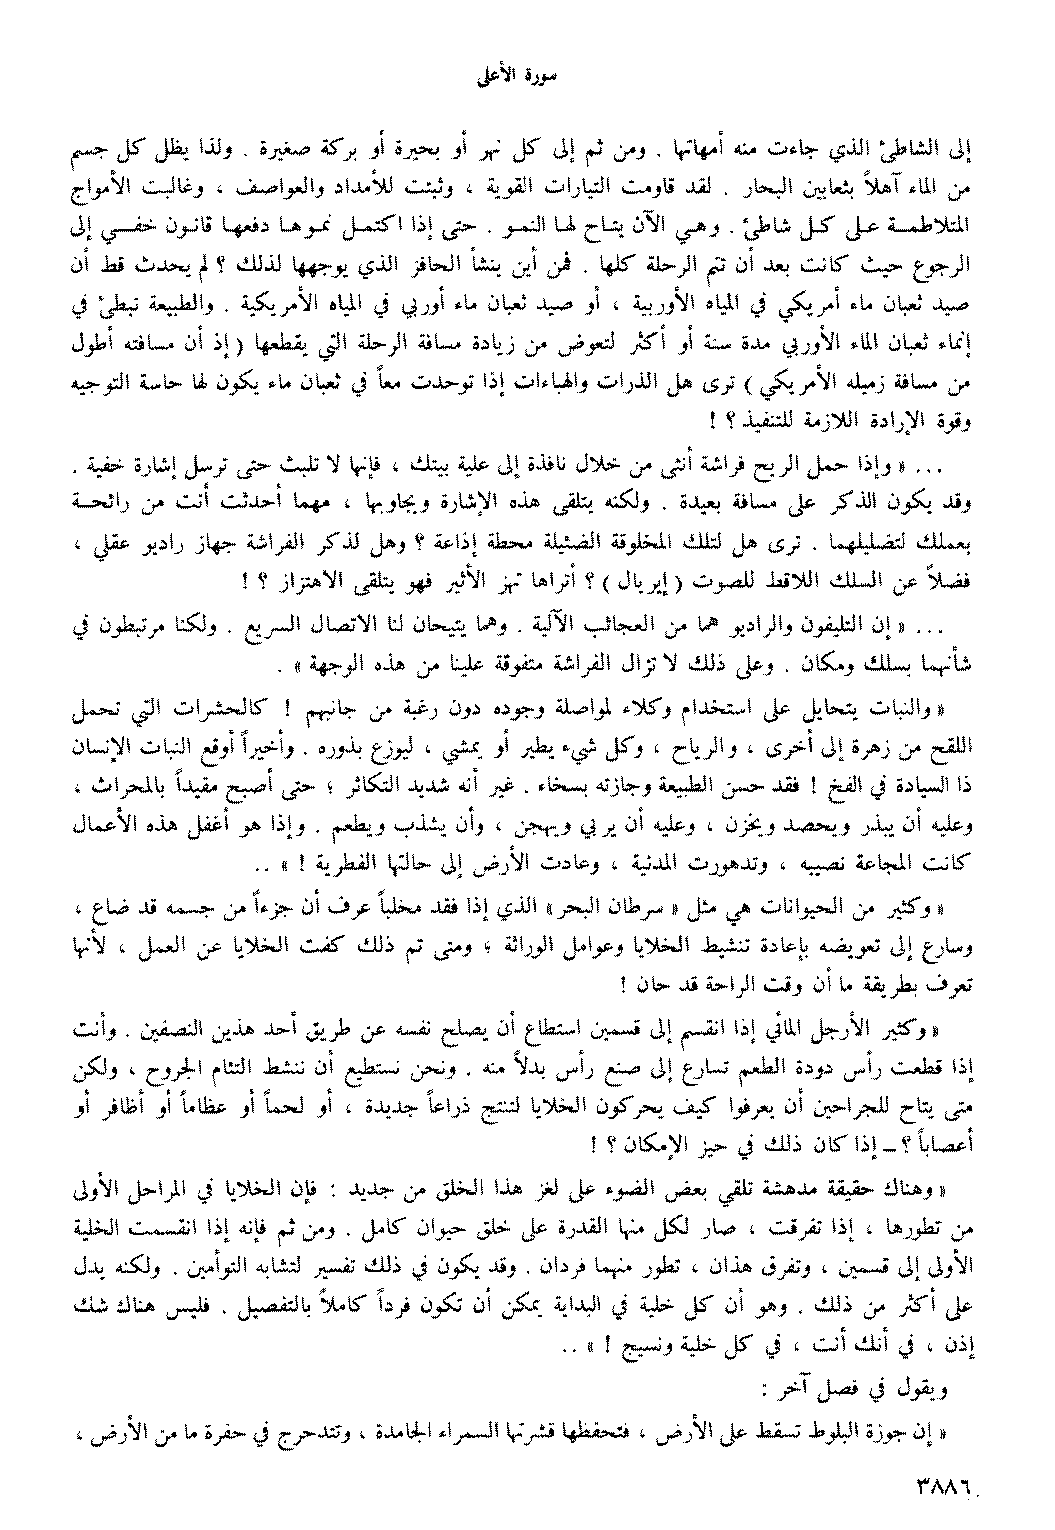 سورة الأعلى
إلى الشاطئ الذي جاءت منه أمهاتها . ومن ثم إلى كل نهر أو بحيرة أو بركة صغيرة . ولذا يظل كل جسم
من الماء آهلاً بثعابين البحار . لقد قاومت التيارات القوية ، وثبتت للأمداد والعواصف ، وغالبت الأمواج
المتلاطمة على كل شاطئ . وهي الآن يتاح لها النمو . حتى إذا اكتمل نموها دفعها قانون خفي إلى
الرجوع حيث كانت بعد أن تتم الرحلة كلها . فمن أين ينشأ الحافز الذي يوجهها لذلك ؟ لم يحدث قط أن
صيد ثعبان ماء أمريكي في المياه الأوربية ، أو صيد ثعبان ماء أوربي في المياه الأمريكية . والطبيعة تبطئ في
إنماء ثعبان الماء الأوربي مدة سنة أو أكثر لتعوض من زيادة مسافة الرحلة التي يقطعها ( إذ أن مسافته أطول
من مسافة زميله الأمريكي ) ترى هل الذرات والهباءات إذا توحدت معاً في ثعبان ماء يكون لها حاسة التوجيه
وقوة الإرادة اللازمة للتنفيذ ؟ !
... « وإذا حمل الريح فراشة أنثى من خلال نافذة إلى علية بيتك ، فإنها لا تلبث حتى ترسل إشارة خفية .
وقد يكون الذكر على مسافة بعيدة . ولكنه يتلقى هذه الإشارة ويجاوبها ، مهما أحدثت أنت من رائحة
بعملك لتضليلهما . ترى هل لتلك المخلوقة الضئيلة محطة إذاعة ؟ وهل لذكر الفراشة جهاز راديو عقلي ،
فضلاً عن السلك اللاقط للصوت ( إيريال ) ؟ أتراها تهز الأثير فهو يتلقى الاهتزاز ؟ !
... « إن التليفون والراديو هما من العجائب الآلية . وهما يتيحان لنا الاتصال السريع . ولكنا مرتبطون في
شأنهما بسلك ومكان . وعلى ذلك لا تزال الفراشة متفوقة علينا من هذه الوجهة » .
« والنبات يتحايل على استخدام وكلاء لمواصلة وجوده دون رغبة من جانبهم ! كالحشرات التي تحمل
اللقح من زهرة إلى أخرى ، والرياح ، وكل شيء يطير أو يمشي ، ليوزع بذوره . وأخيراً أوقع النبات الإنسان
ذا السيادة في الفخ ! فقد حسن الطبيعة وجازته بسخاء . غير أنه شديد التكاثر ؛ حتى أصبح مقيداً بالمحراث ،
وعليه أن يبذر ويحصد ويخزن ، وعليه أن يربي ويهجن ، وأن يشذب ويطعم . وإذا هو أغفل هذه الأعمال
كانت المجاعة نصيبه ، وتدهورت المدنية ، وعادت الأرض إلى حالتها الفطرية ! » ..
« وكثير من الحيوانات هي مثل « سرطان البحر » الذي إذا فقد مخلباً عرف أن جزءاً من جسمه قد ضاع ،
وسارع إلى تعويضه بإعادة تنشيط الخلايا وعوامل الوراثة ؛ ومتى تم ذلك كفت الخلايا عن العمل ، لأنها
تعرف بطريقة ما أن وقت الراحة قد حان !
« وكثير الأرجل المائي إذا انقسم إلى قسمين استطاع أن يصلح نفسه عن طريق أحد هذين النصفين . وأنت
إذا قطعت رأس دودة الطعم تسارع إلى صنع رأس بدلاً منه . ونحن نستطيع أن ننشط التئام الجروح ، ولكن
متى يتاح للجراحين أن يعرفوا كيف يحركون الخلايا لتنتج ذراعاً جديدة ، أو لحماً أو عظاماً أو أظافر أو
أعصاباً ؟ ــ إذا كان ذلك في حيز الإمكان ؟ !
« وهناك حقيقة مدهشة تلقي بعض الضوء على لغز هذا الخلق من جديد : فإن الخلايا في المراحل الأولى
من تطورها ، إذا تفرقت ، صار لكل منها القدرة على خلق حيوان كامل . ومن ثم فإنه إذا انقسمت الخلية
الأولى إلى قسمين ، وتفرق هذان ، تطور منهما فردان . وقد يكون في ذلك تفسير لتشابه التوأمين . ولكنه يدل
على أكثر من ذلك . وهو أن كل خلية في البداية يمكن أن تكون فرداً كاملاً بالتفصيل . فليس هناك شك
إذن ، في أنك أنت ، في كل خلية ونسيج ! » ..
ويقول في فصل آخر :
« إن جوزة البلوط تسقط على الأرض ، فتحفظها قشرتها السمراء الجامدة ، وتتدحرج في حفرة ما من الأرض ،
٣٨٨٦